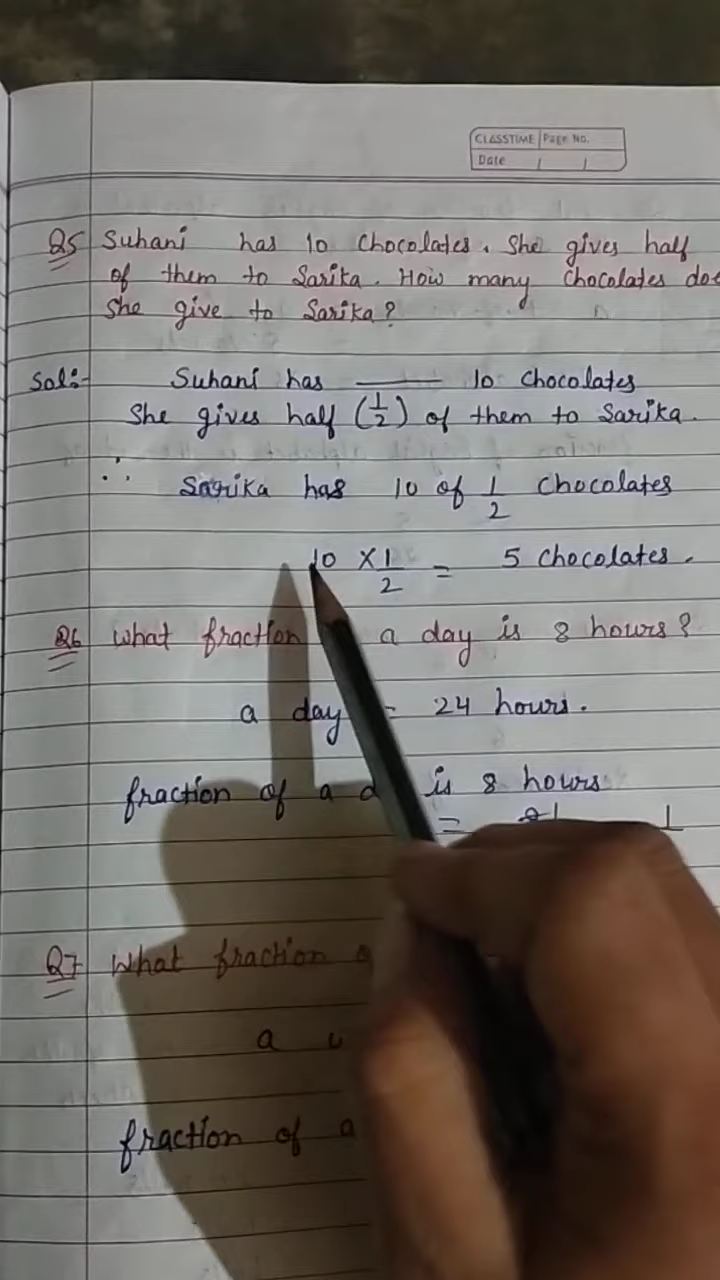 CLASSTIME Page No.
Date / /
Q5 Suhani has 10 Chocolates. She gives half
of them to Sarika. How many Chocolates doe
She give to Sarika?
Sol:- Suhani has —— 10 Chocolates
She gives half (1/2) of them to Sarika.
∴ Sarika has 10 of 1/2 Chocolates
10 × 1/2 = 5 Chocolates.
Q6 What fraction a day is 8 hours?
a day = 24 hours.
fraction of a d is 8 hours
=
Q7 What fraction
a
fraction of a